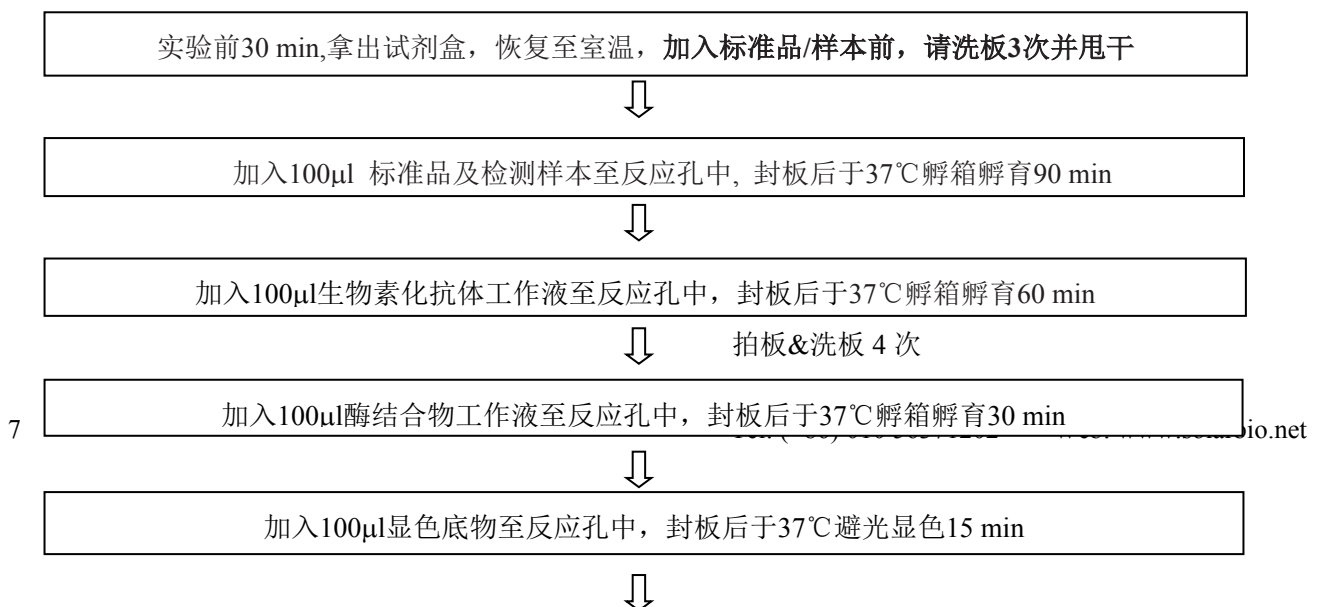 实验前30 min,拿出试剂盒，恢复至室温，加入标准品/样本前，请洗板3次并甩干
加入100μl 标准品及检测样本至反应孔中, 封板后于37℃孵箱孵育90 min
加入100μl生物素化抗体工作液至反应孔中，封板后于37℃孵箱孵育60 min
拍板&洗板 4 次
加入100μl酶结合物工作液至反应孔中，封板后于37℃孵箱孵育30 min
7 bio.net
加入100μl显色底物至反应孔中，封板后于37℃避光显色15 min